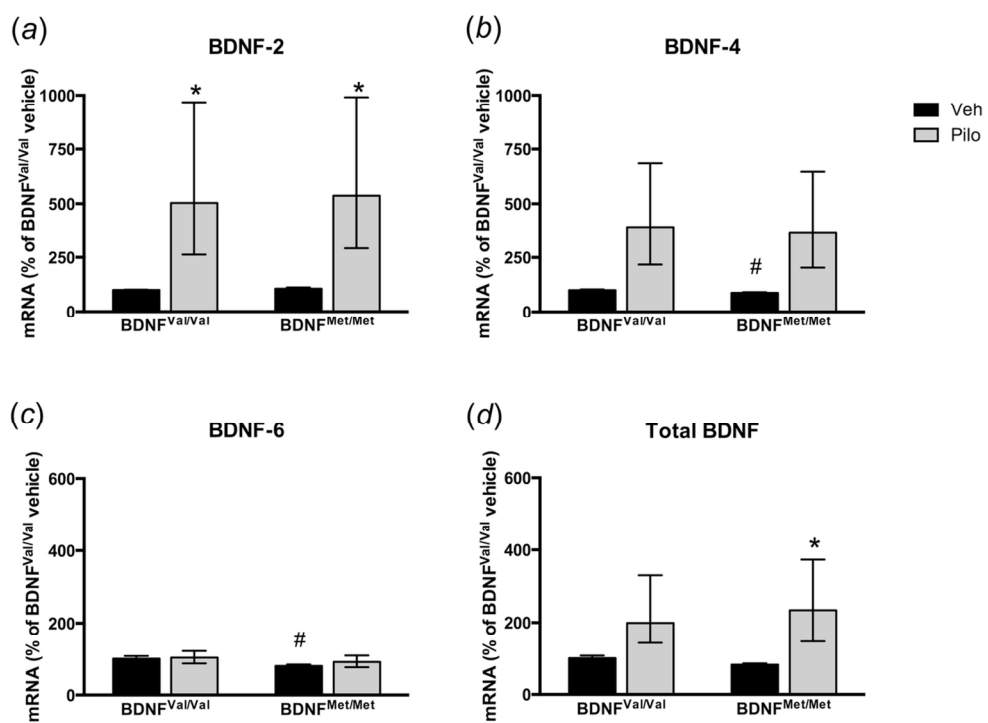 (a)
BDNF-2
mRNA (% of BDNFVal/Val vehicle)
1000
750
500
250
0
*
*
BDNFVal/Val
BDNFMet/Met
(b)
BDNF-4
mRNA (% of BDNFVal/Val vehicle)
1000
750
500
250
0
#
BDNFVal/Val
BDNFMet/Met
Veh
Pilo
(c)
BDNF-6
mRNA (% of BDNFVal/Val vehicle)
600
400
200
0
#
BDNFVal/Val
BDNFMet/Met
(d)
Total BDNF
mRNA (% of BDNFVal/Val vehicle)
600
400
200
0
*
BDNFVal/Val
BDNFMet/Met